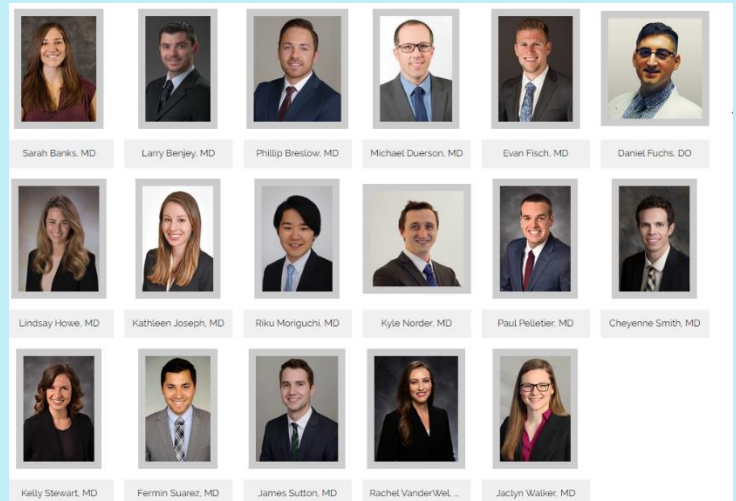 Sarah Banks, MD
Larry Benjey, MD
Phillip Breslow, MD
Michael Duerson, MD
Evan Fisch, MD
Daniel Fuchs, DO
Lindsay Howe, MD
Kathleen Joseph, MD
Riku Moriguchi, MD
Kyle Norder, MD
Paul Pelletier, MD
Cheyenne Smith, MD
Kelly Stewart, MD
Fermin Suarez, MD
James Sutton, MD
Rachel VanderWel, ...
Jaclyn Walker, MD